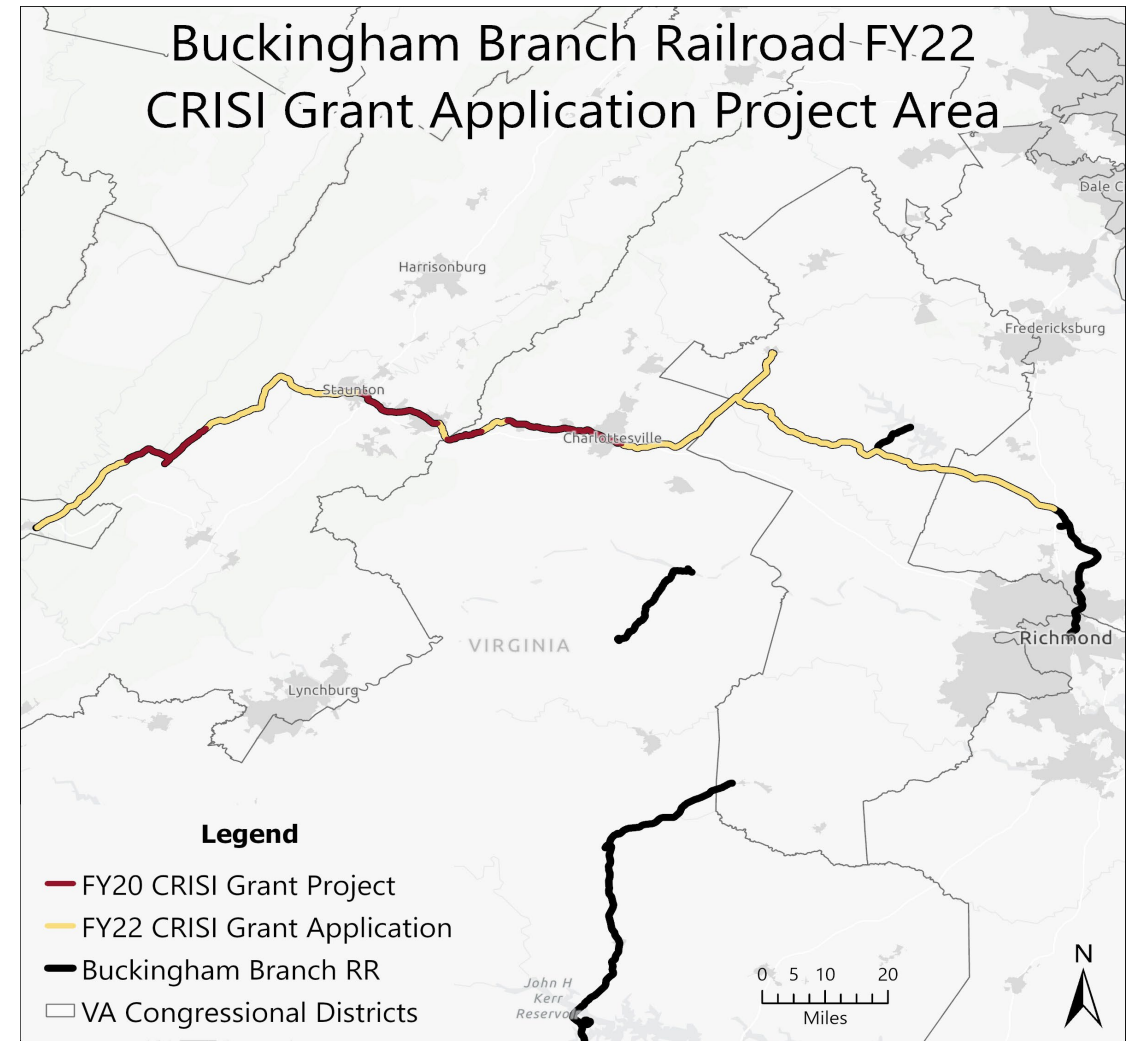 Buckingham Branch Railroad FY22
CRISI Grant Application Project Area
Dale C
Harrisonburg
Fredericksburg
Staunton
Charlottesville
Richmond
VIRGINIA
Lynchburg
Legend
FY20 CRISI Grant Project
FY22 CRISI Grant Application
Buckingham Branch RR
VA Congressional Districts
John H
Kerr
Reservoir
0 5 10 20
Miles
N